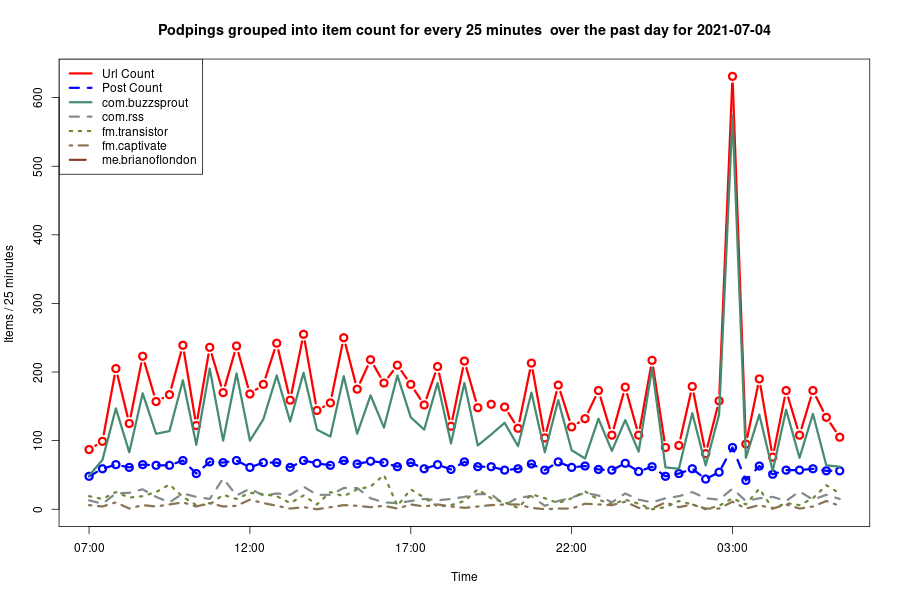 Podpings grouped into item count for every 25 minutes  over the past day for 2021-07-04
Url Count
Post Count
com.buzzsprout
com.rss
fm.transistor
fm.captivate
me.brianoflondon
600
500
400
300
200
100
0
Items / 25 minutes
07:00 12:00 17:00 22:00 03:00
Time